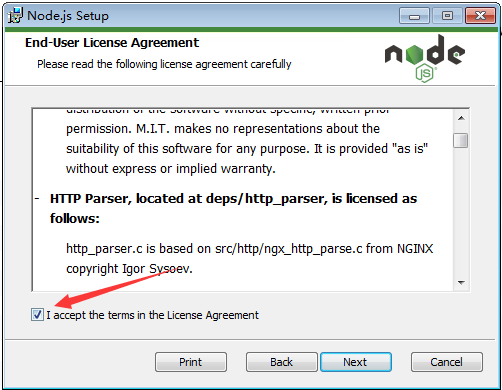 Node.js Setup
End-User License Agreement
Please read the following license agreement carefully
node
JS
distribution of the software without specific, written prior
permission. M.I.T. makes no representations about the
suitability of this software for any purpose. It is provided "as is"
without express or implied warranty.
- HTTP Parser, located at deps/http_parser, is licensed as
follows:
http_parser.c is based on src/http/ngx_http_parse.c from NGINX
copyright Igor Sysoev.
I accept the terms in the License Agreement
Print Back Next Cancel